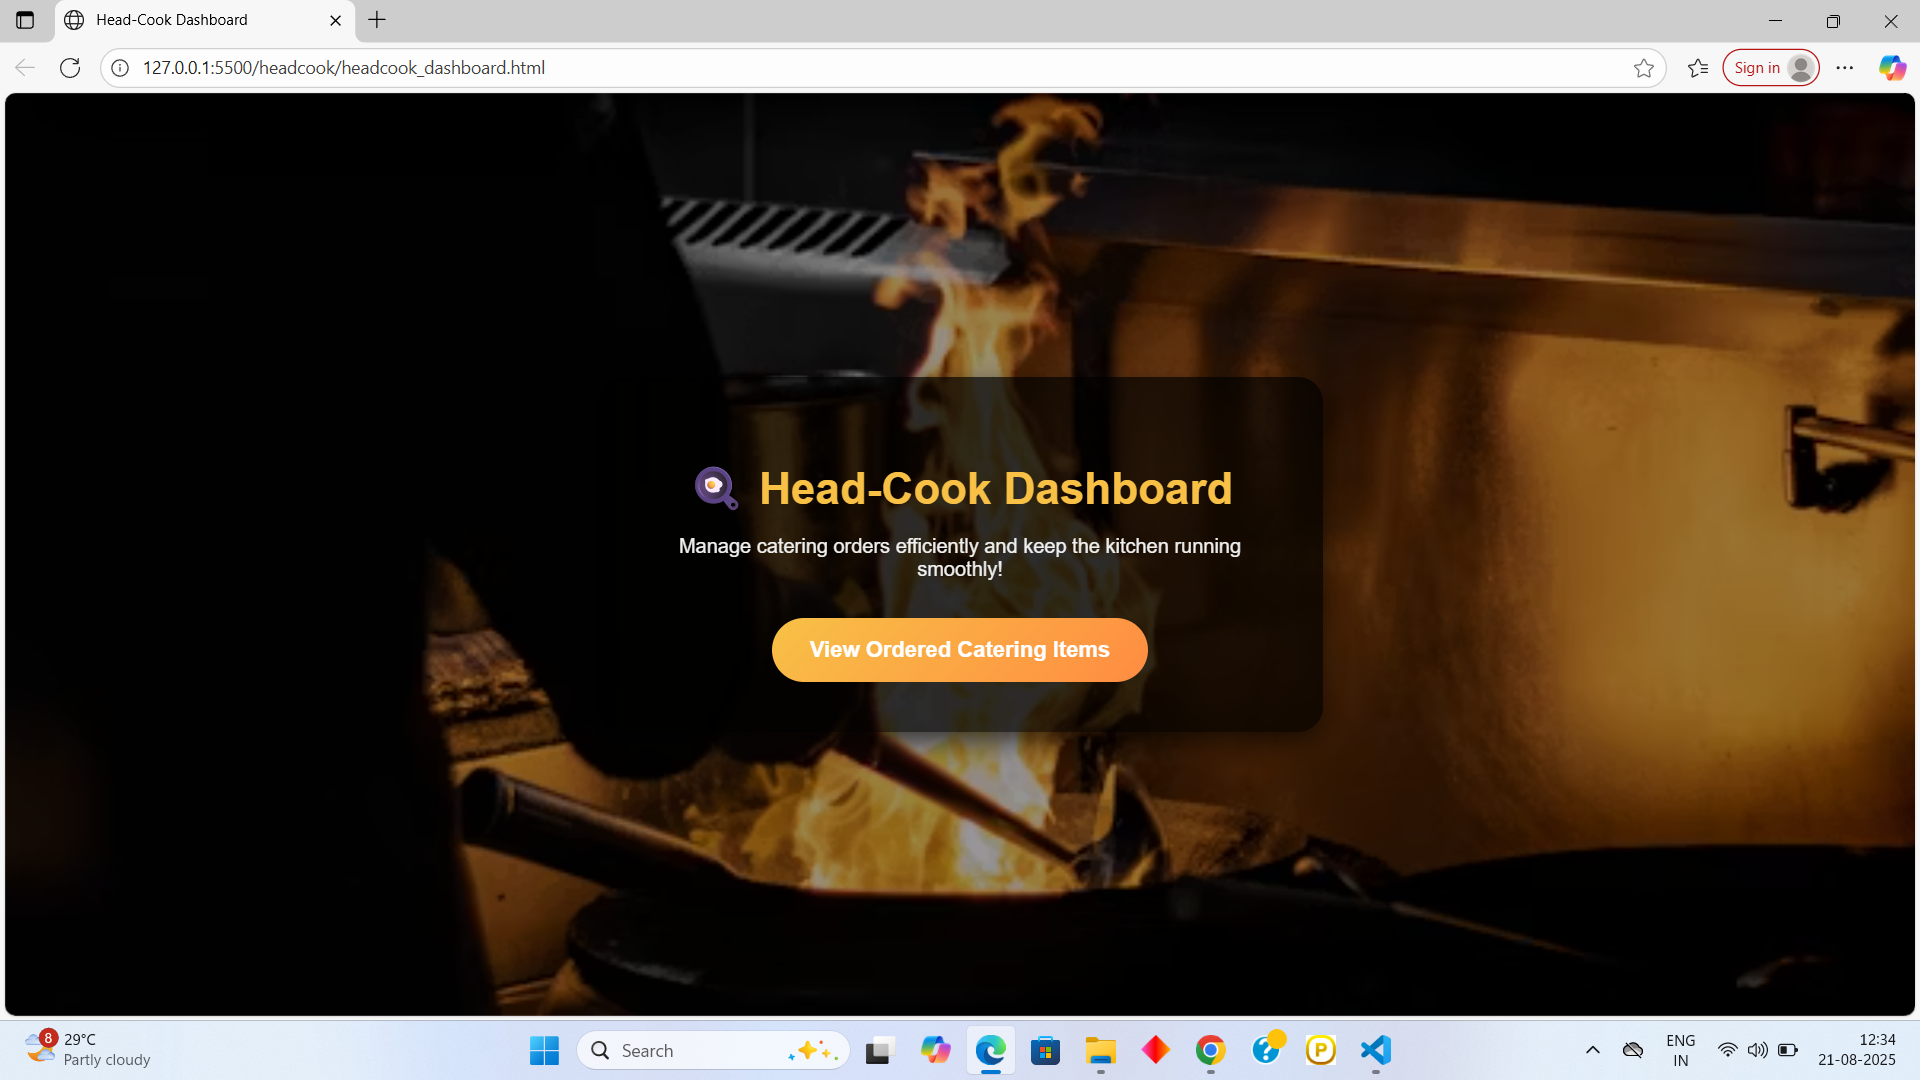 Head-Cook Dashboard
127.0.0.1:5500/headcook/headcook_dashboard.html
Sign in
Head-Cook Dashboard
Manage catering orders efficiently and keep the kitchen running
smoothly!
View Ordered Catering Items
8
29°C
Partly cloudy
Search
P
ENG
IN
12:34
21-08-2025